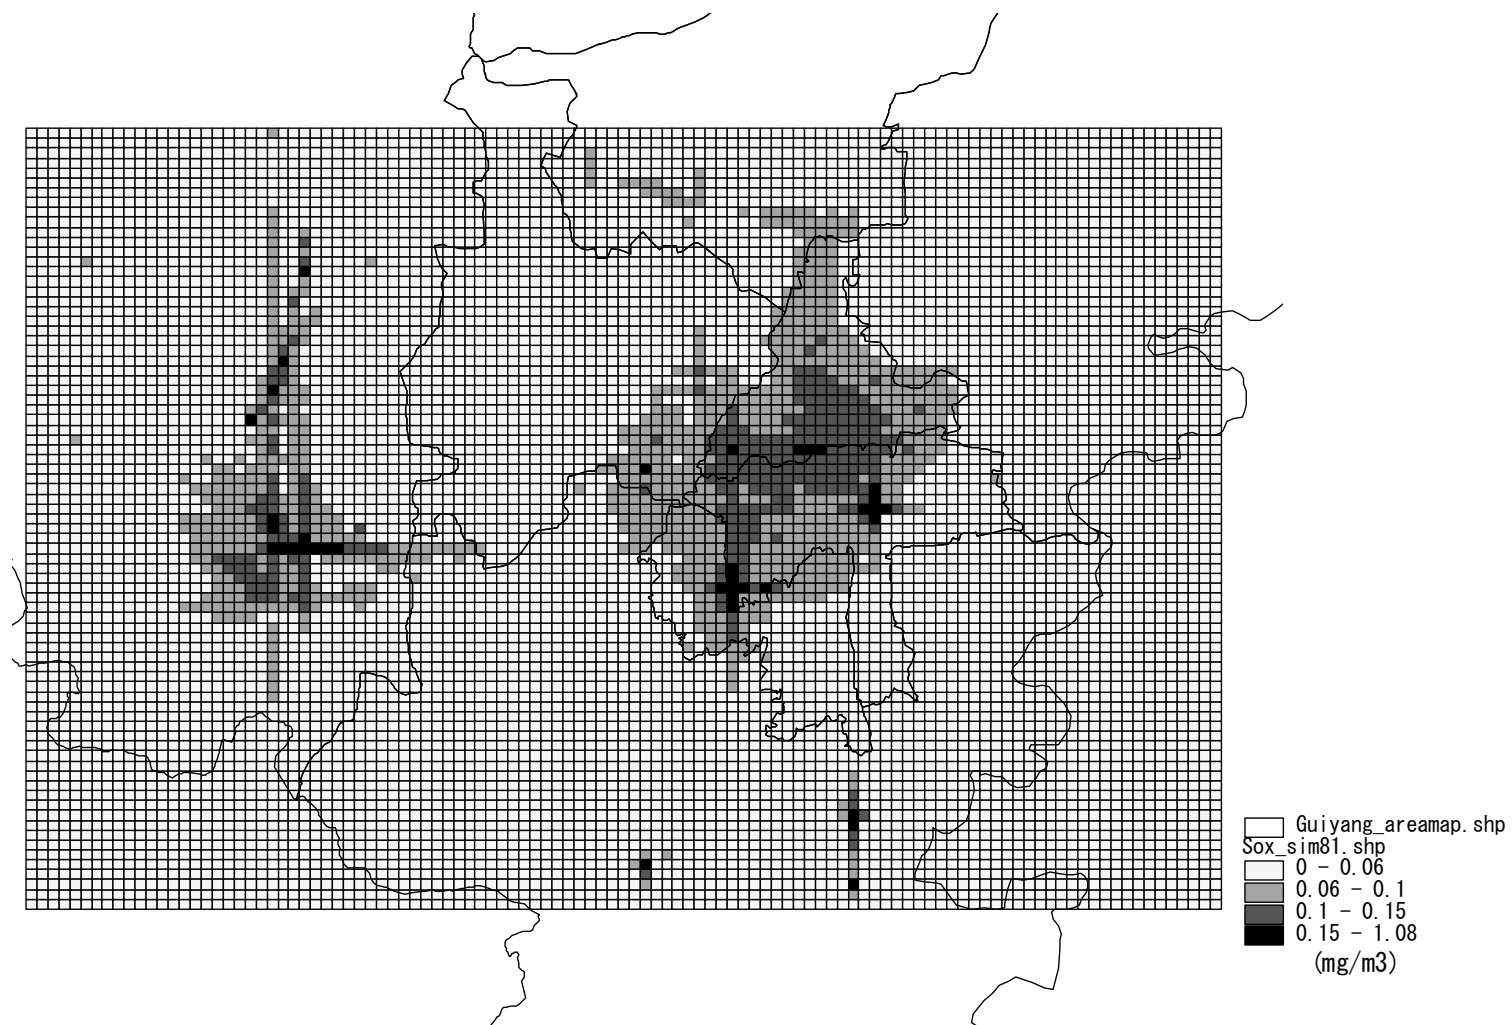 Guiyang_areamap.shp
Sox_sim81.shp
0 - 0.06
0.06 - 0.1
0.1 - 0.15
0.15 - 1.08
(mg/m3)